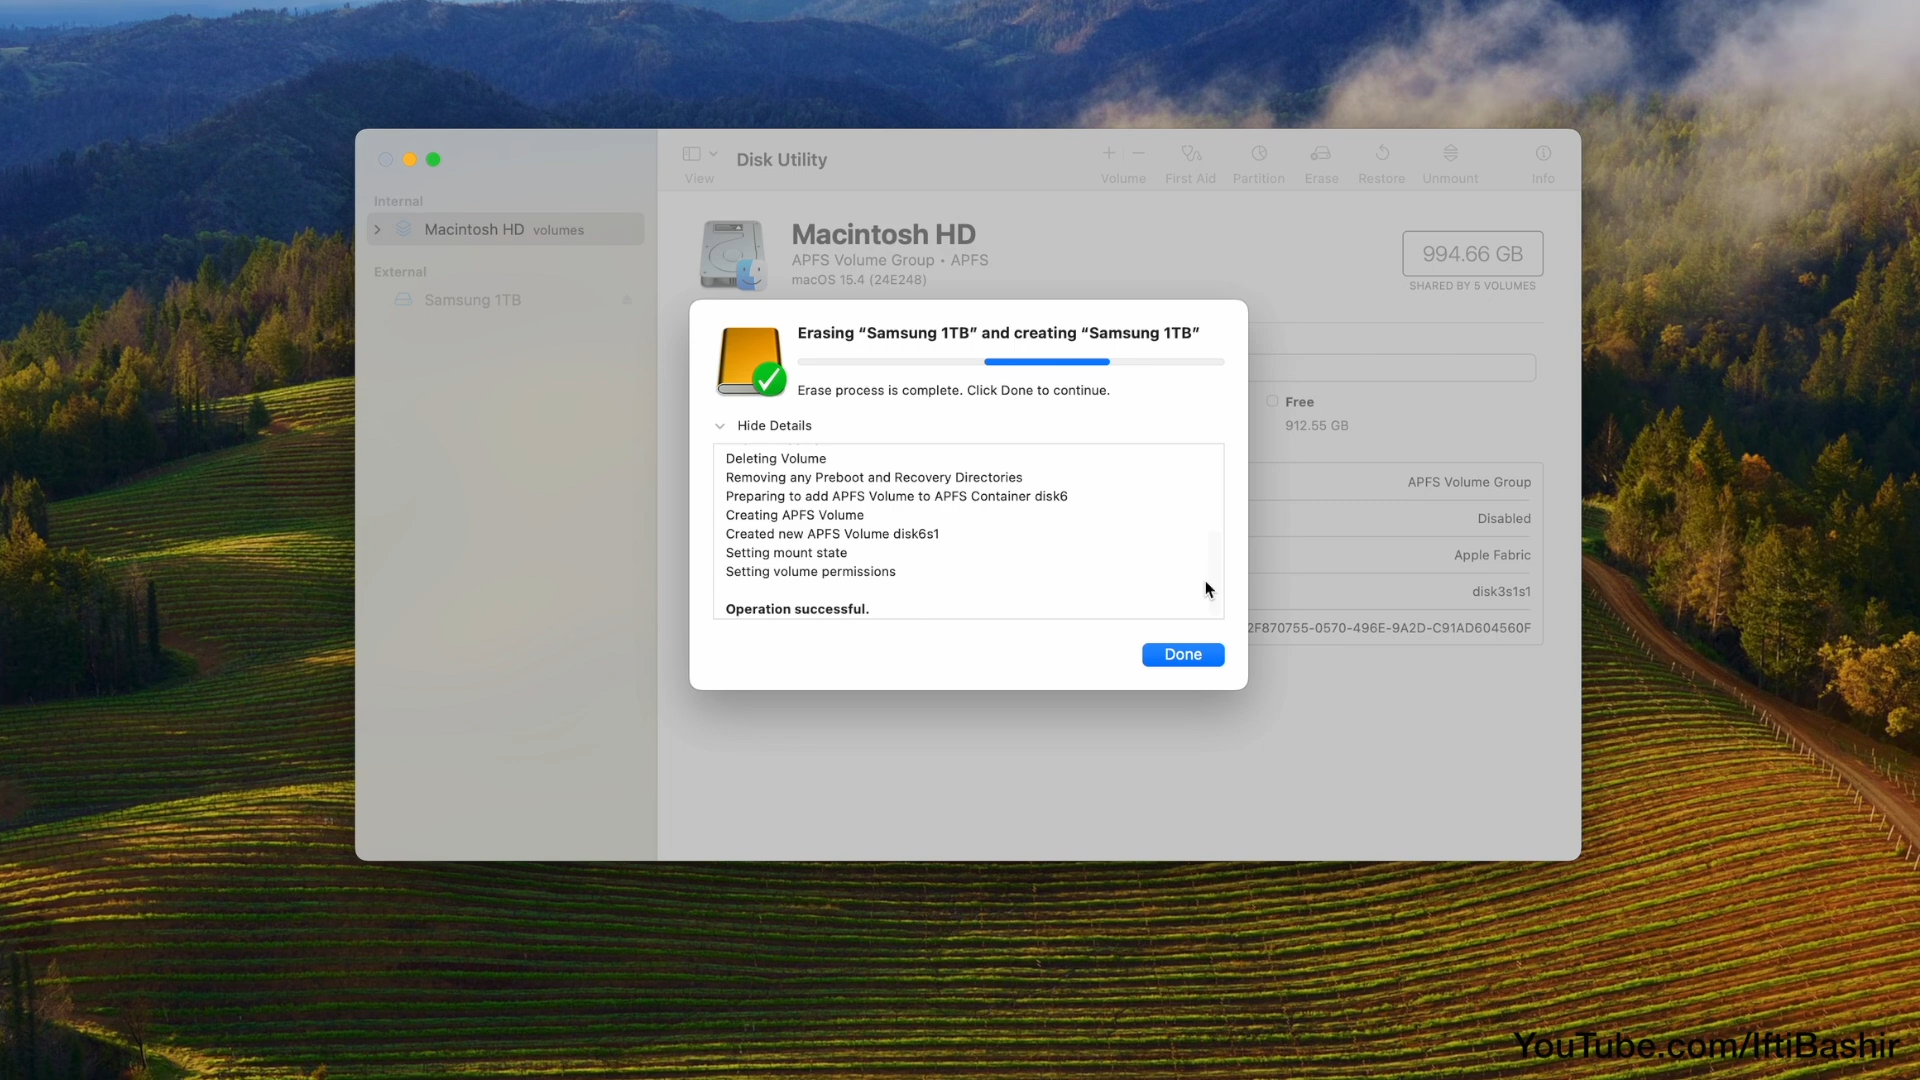 View
Disk Utility
Volume
First Aid
Partition
Erase
Restore
Unmount
Info
Internal
Macintosh HD volumes
External
Samsung 1TB
Macintosh HD
APFS Volume Group • APFS
macOS 15.4 (24E248)
994.66 GB
SHARED BY 5 VOLUMES
Erasing “Samsung 1TB” and creating “Samsung 1TB”
Erase process is complete. Click Done to continue.
Hide Details
Deleting Volume
Removing any Preboot and Recovery Directories
Preparing to add APFS Volume to APFS Container disk6
Creating APFS Volume
Created new APFS Volume disk6s1
Setting mount state
Setting volume permissions
Operation successful.
Done
Free
912.55 GB
APFS Volume Group
Disabled
Apple Fabric
disk3s1s1
2F870755-0570-496E-9A2D-C91AD604560F
YouTube.com/IftiBashir